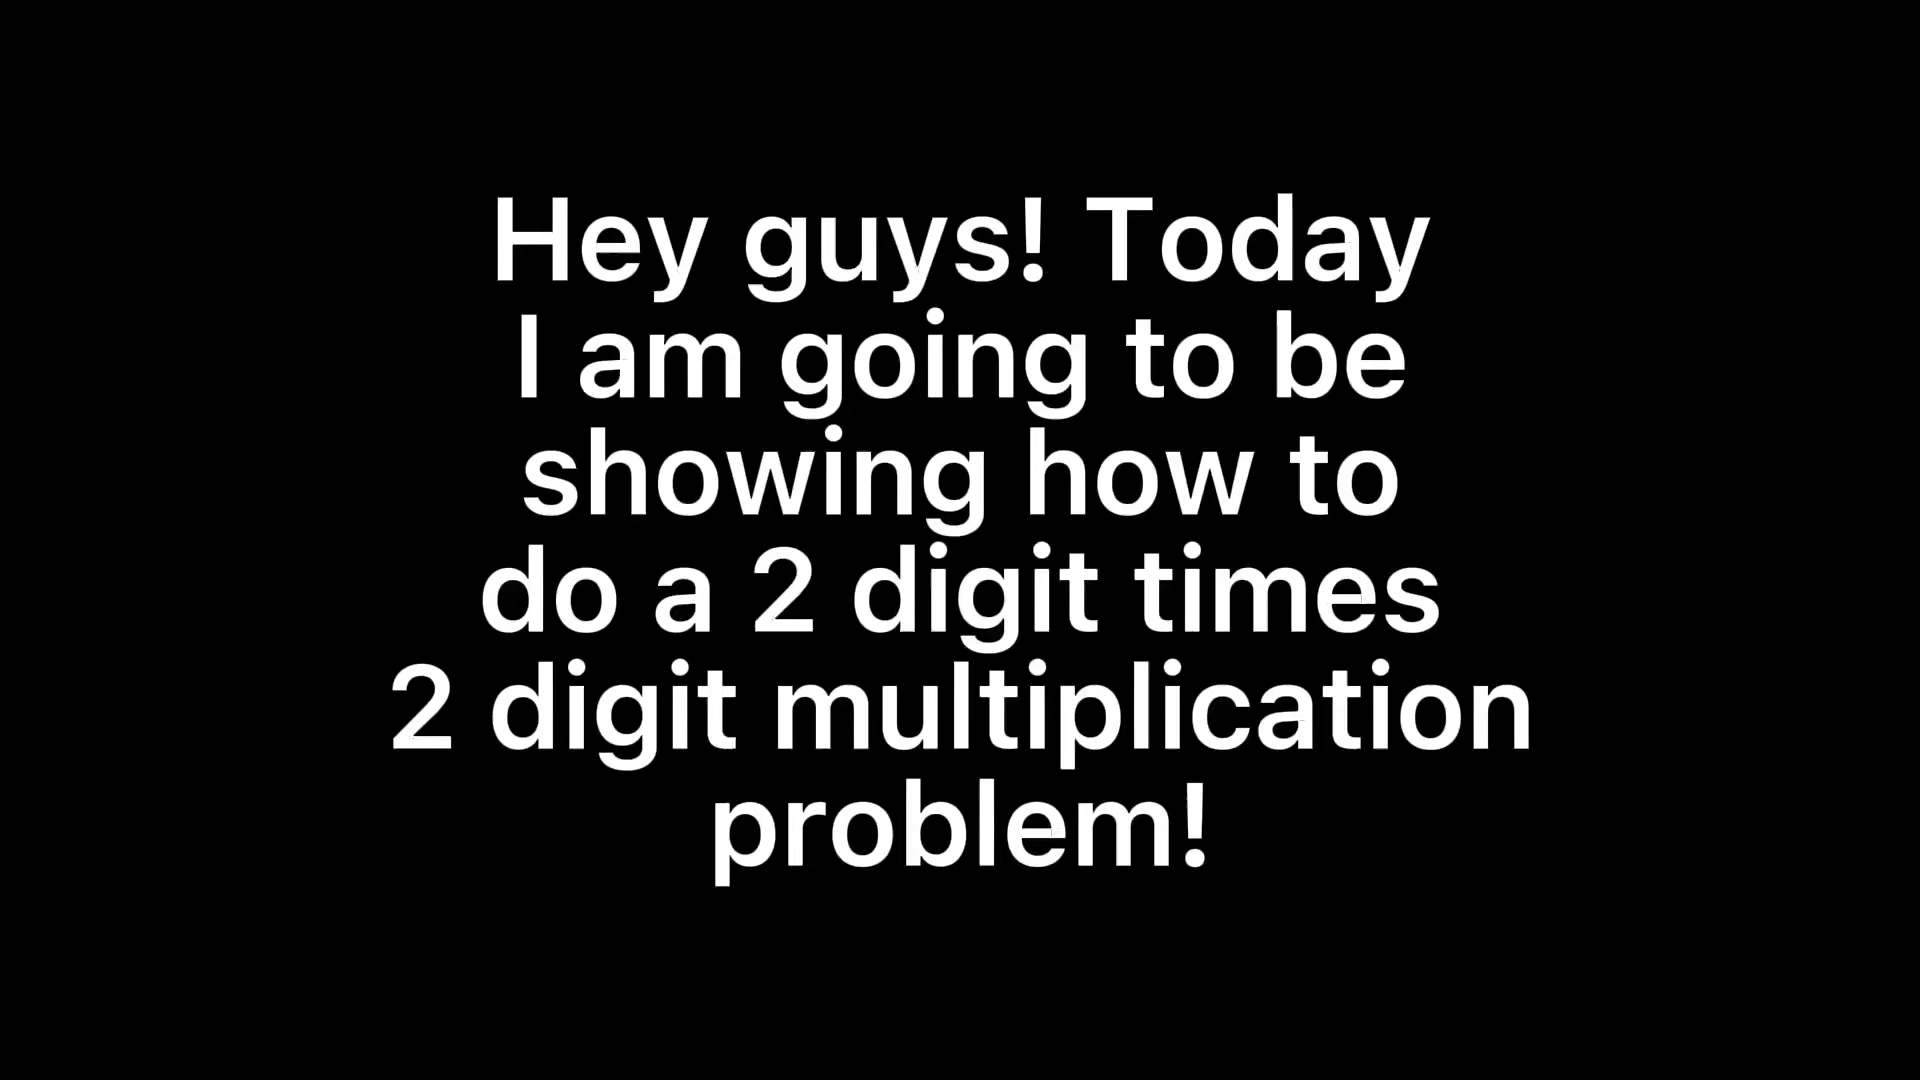 Hey guys! Today
I am going to be
showing how to
do a 2 digit times
2 digit multiplication
problem!